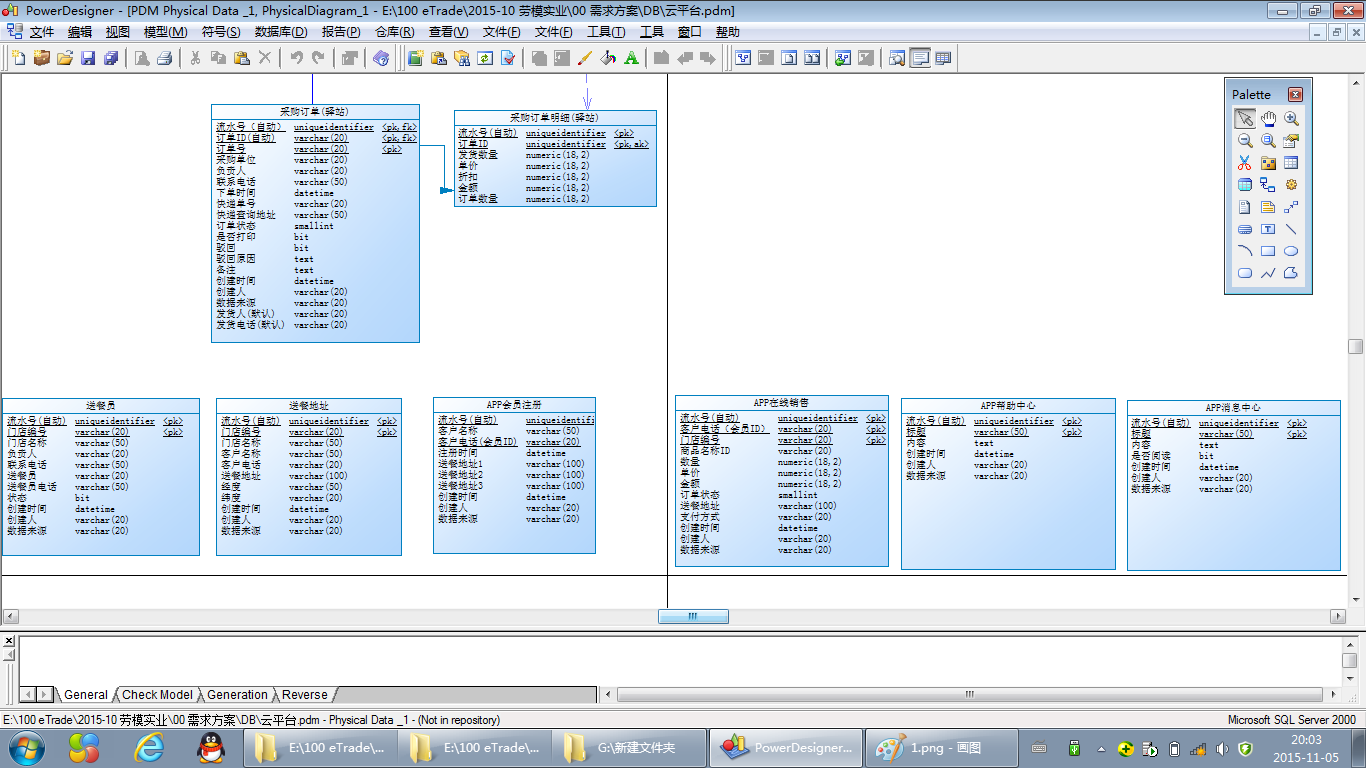 PowerDesigner - [PDM Physical Data _1, PhysicalDiagram_1 - E:\100 eTrade\2015-10 劳模实业\00 需求方案\DB\云平台.pdm]
文件 编辑 视图 模型(M) 符号(S) 数据库(D) 报告(P) 仓库(R) 查看(V) 文件(F) 文件(F) 工具(T) 工具 窗口 帮助
Palette
采购订单(驿站)
流水号（自动） uniqueidentifier <pk,fk>
订单ID(自动) varchar(20) <pk,fk>
订单号 varchar(20) <pk>
采购单位 varchar(20)
负责人 varchar(20)
联系电话 varchar(50)
下单时间 datetime
快递单号 varchar(20)
快递查询地址 varchar(50)
订单状态 smallint
是否打印 bit
驳回 bit
驳回原因 text
备注 text
创建时间 datetime
创建人 varchar(20)
数据来源 varchar(20)
发货人(默认) varchar(20)
发货电话(默认) varchar(20)
采购订单明细(驿站)
流水号(自动) uniqueidentifier <pk>
订单ID uniqueidentifier <pk,ak>
发货数量 numeric(18,2)
单价 numeric(18,2)
折扣 numeric(18,2)
金额 numeric(18,2)
订单数量 numeric(18,2)
送餐员
流水号(自动) uniqueidentifier <pk>
门店编号 varchar(20) <pk>
门店名称 varchar(50)
负责人 varchar(20)
联系电话 varchar(50)
送餐员 varchar(20)
送餐员电话 varchar(50)
状态 bit
创建时间 datetime
创建人 varchar(20)
数据来源 varchar(20)
送餐地址
流水号(自动) uniqueidentifier <pk>
门店编号 varchar(20) <pk>
门店名称 varchar(50)
客户名称 varchar(50)
客户电话 varchar(20)
送餐地址 varchar(100)
经度 varchar(50)
纬度 varchar(20)
创建时间 datetime
创建人 varchar(20)
数据来源 varchar(20)
APP会员注册
流水号(自动) uniqueidentifi
客户名称 varchar(50)
客户电话(会员ID) varchar(20)
注册时间 datetime
送餐地址1 varchar(100)
送餐地址2 varchar(100)
送餐地址3 varchar(100)
创建时间 datetime
创建人 varchar(20)
数据来源 varchar(20)
APP在线销售
流水号(自动) uniqueidentifier <pk>
客户电话（会员ID） varchar(20) <pk>
门店编号 varchar(20) <pk>
商品名称ID varchar(20)
数量 numeric(18,2)
单价 numeric(18,2)
金额 numeric(18,2)
订单状态 smallint
送餐地址 varchar(100)
支付方式 varchar(20)
创建时间 datetime
创建人 varchar(20)
数据来源 varchar(20)
APP帮助中心
流水号(自动) uniqueidentifier <pk>
标题 varchar(50) <pk>
内容 text
创建时间 datetime
创建人 varchar(20)
数据来源 varchar(20)
APP消息中心
流水号(自动) uniqueidentifier <pk>
标题 varchar(50) <pk>
内容 text
是否阅读 bit
创建时间 datetime
创建人 varchar(20)
数据来源 varchar(20)
General Check Model Generation Reverse
E:\100 eTrade\2015-10 劳模实业\00 需求方案\DB\云平台.pdm - Physical Data _1 - (Not in repository)
Microsoft SQL Server 2000
E:\100 eTrade\... E:\100 eTrade\... G:\新建文件夹 PowerDesigner... 1.png - 画图
20:03
2015-11-05